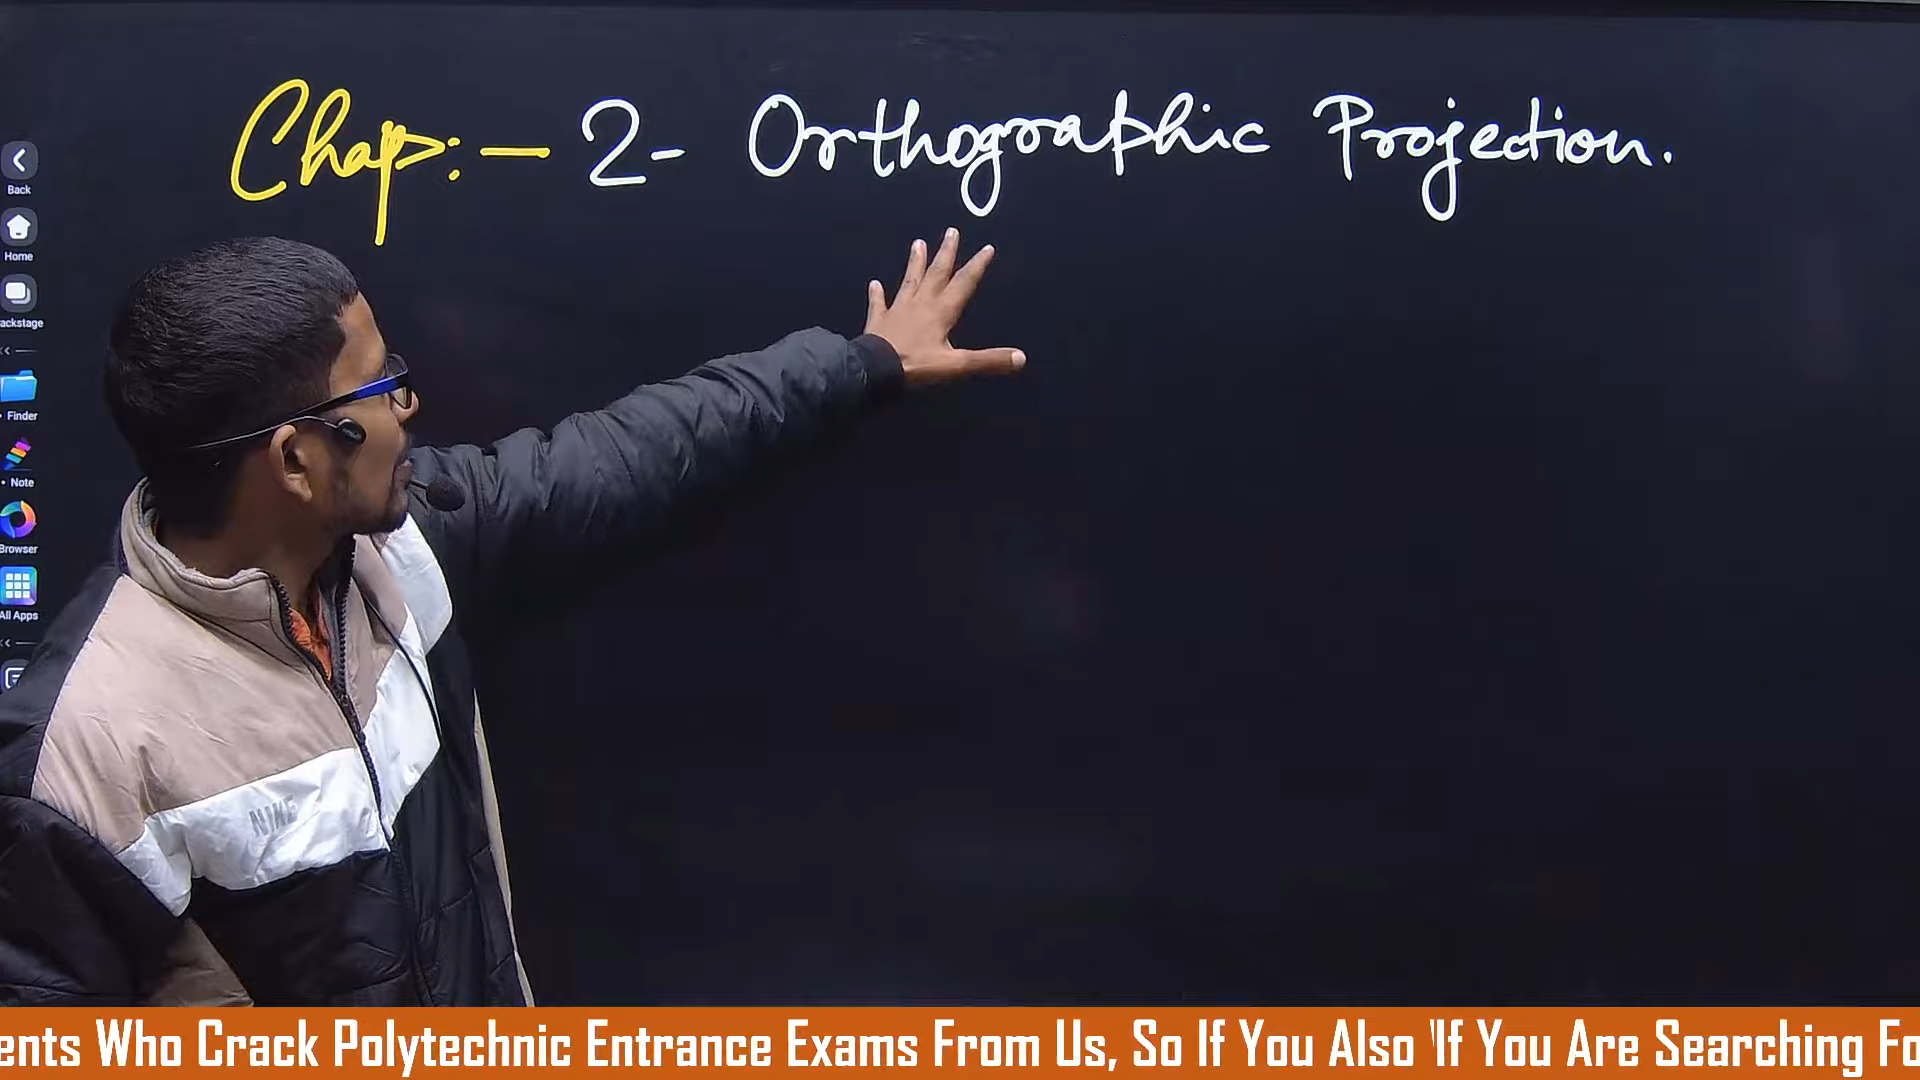 Chap:- 2- Orthographic Projection.
Back
Home
ackstage
Finder
Note
Browser
All Apps
NIKE
ents Who Crack Polytechnic Entrance Exams From Us, So If You Also 'If You Are Searching Fo